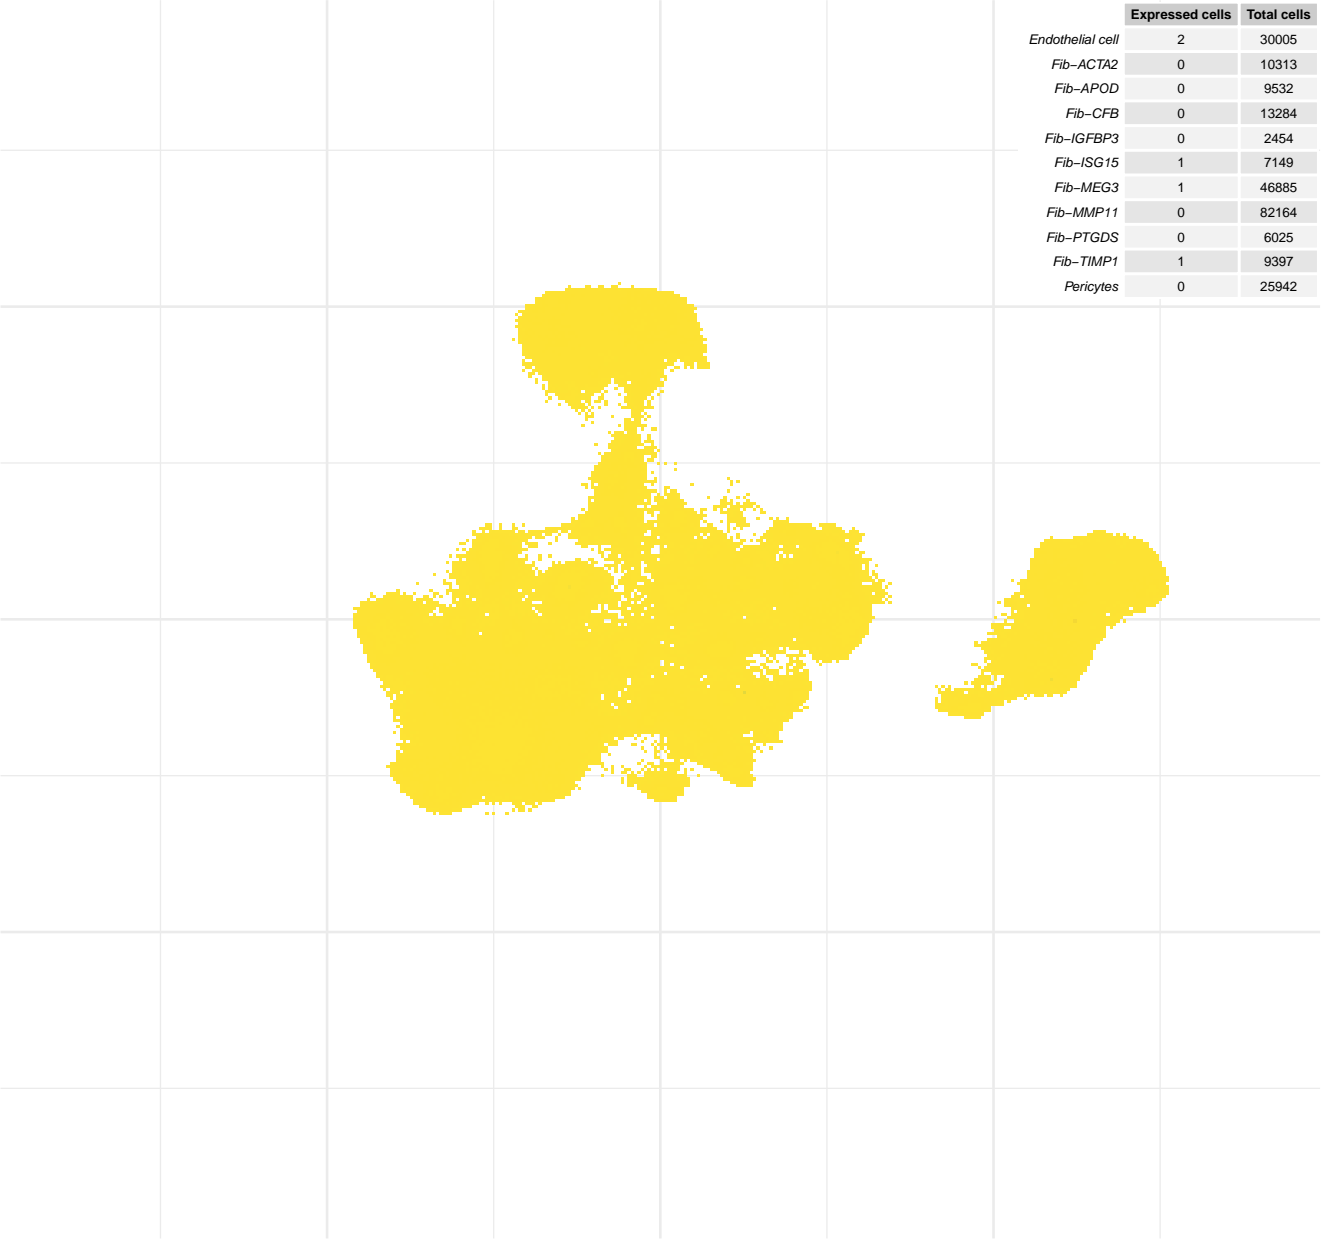 Expressed cells Total cells
Endothelial cell 2 30005
Fib−ACTA2 0 10313
Fib−APOD 0 9532
Fib−CFB 0 13284
Fib−IGFBP3 0 2454
Fib−ISG15 1 7149
Fib−MEG3 1 46885
Fib−MMP11 0 82164
Fib−PTGDS 0 6025
Fib−TIMP1 1 9397
Pericytes 0 25942